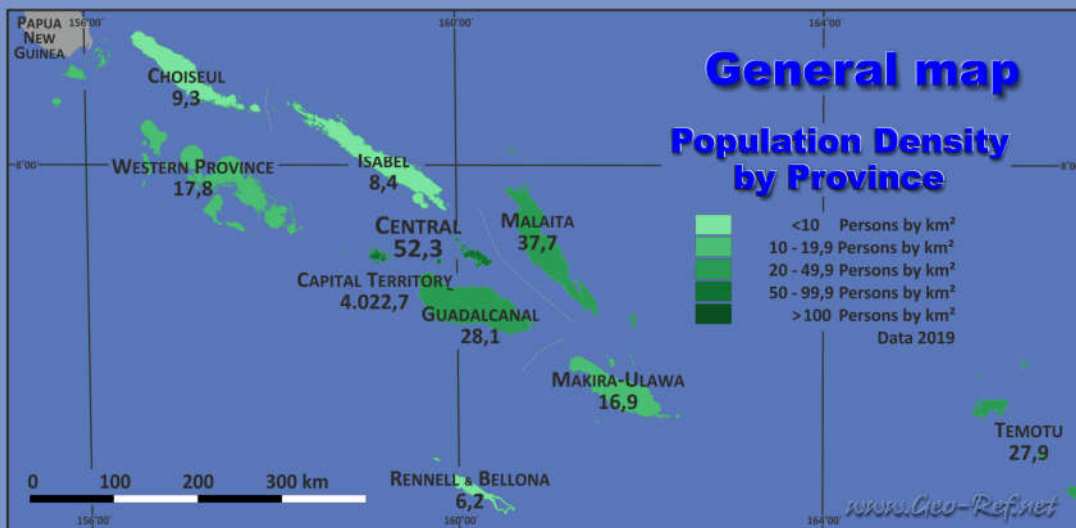 156°00'
160°00'
164°00'
PAPUA
NEW
GUINEA
CHOISEUL
9,3
General map
Population Density
by Province
8°00'
8°00'
WESTERN PROVINCE
17,8
ISABEL
8,4
CENTRAL
52,3
MALAITA
37,7
CAPITAL TERRITORY
4.022,7
GUADALCANAL
28,1
<10 Persons by km²
10 - 19,9 Persons by km²
20 - 49,9 Persons by km²
50 - 99,9 Persons by km²
>100 Persons by km²
Data 2019
MAKIRA-ULAWA
16,9
TEMOTU
27,9
RENNELL & BELLONA
6,2
0 100 200 300 km
www.Geo-Ref.net
156°00'
160°00'
164°00'